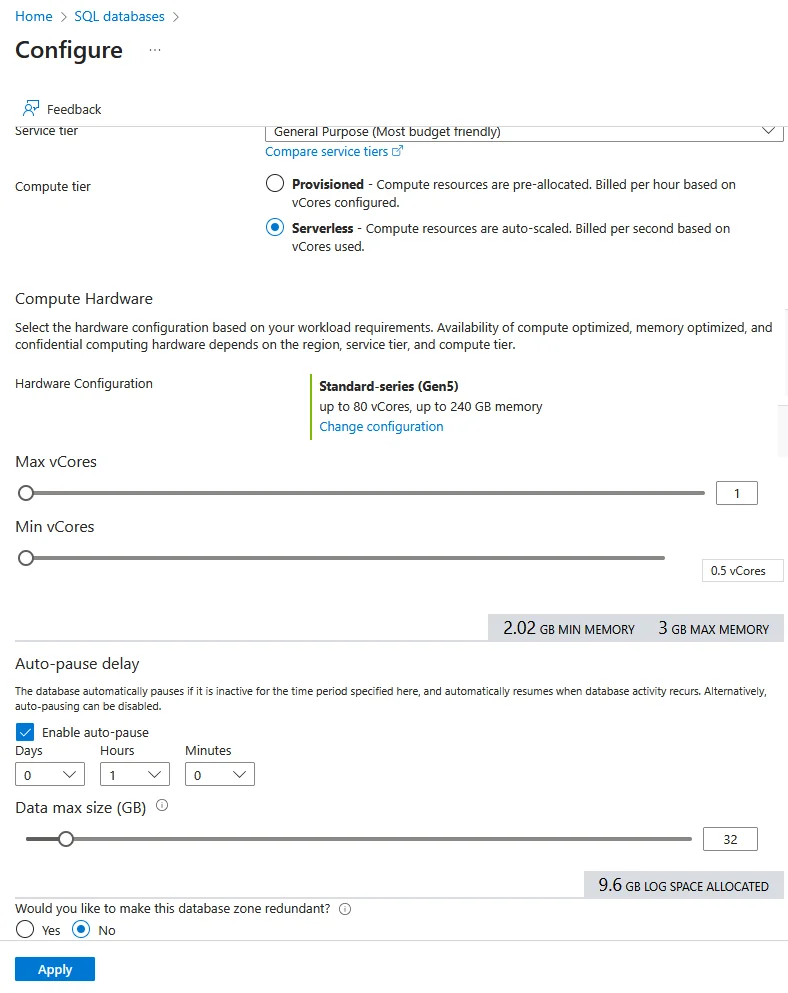 Home > SQL databases >
Configure ...
Feedback
Service tier
General Purpose (Most budget friendly)
Compare service tiers
Compute tier
Provisioned - Compute resources are pre-allocated. Billed per hour based on
vCores configured.
Serverless - Compute resources are auto-scaled. Billed per second based on
vCores used.
Compute Hardware
Select the hardware configuration based on your workload requirements. Availability of compute optimized, memory optimized, and
confidential computing hardware depends on the region, service tier, and compute tier.
Hardware Configuration
Standard-series (Gen5)
up to 80 vCores, up to 240 GB memory
Change configuration
Max vCores
1
Min vCores
0.5 vCores
2.02 GB MIN MEMORY 3 GB MAX MEMORY
Auto-pause delay
The database automatically pauses if it is inactive for the time period specified here, and automatically resumes when database activity recurs. Alternatively,
auto-pausing can be disabled.
Enable auto-pause
Days Hours Minutes
0 1 0
Data max size (GB)
32
9.6 GB LOG SPACE ALLOCATED
Would you like to make this database zone redundant?
Yes No
Apply